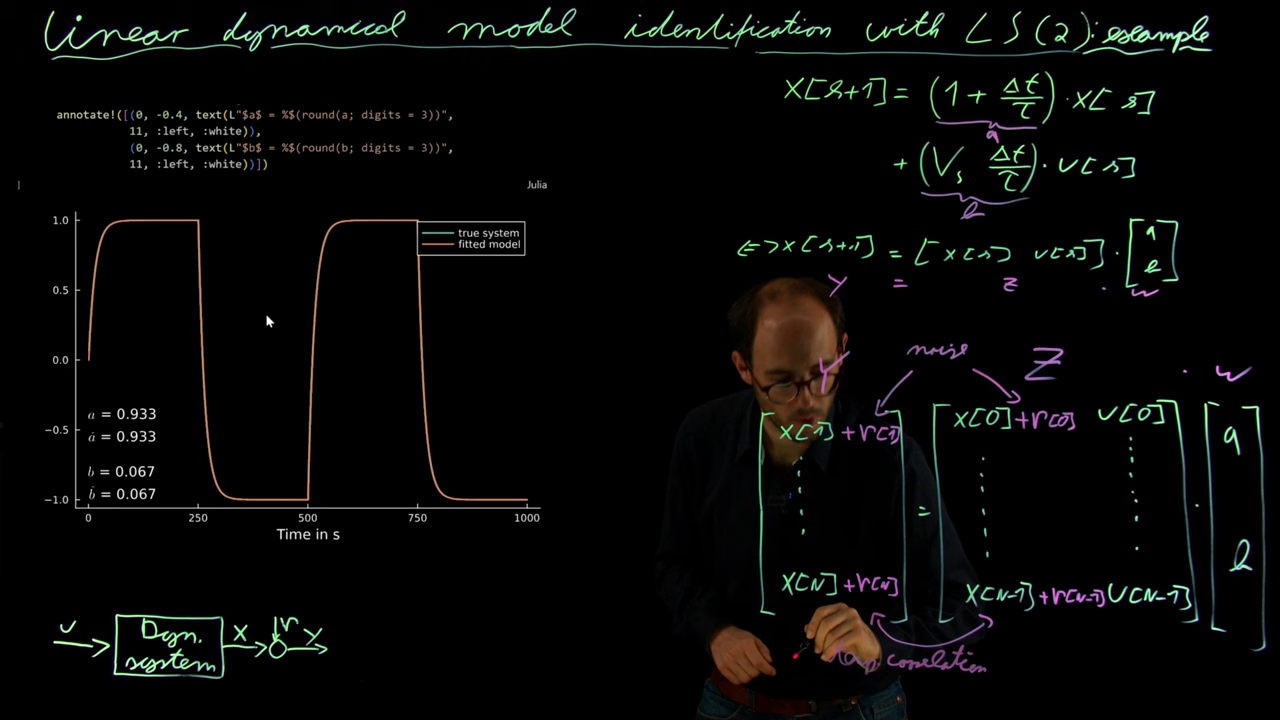 Linear dynamical model identification with LS(2): example
annotate!([(0, -0.4, text(L"$a$ = %$(round(a; digits = 3))",
11, :left, :white)),
(0, -0.8, text(L"$b$ = %$(round(b; digits = 3))",
11, :left, :white))])
]
Julia
1.0
0.5
0.0
-0.5
-1.0
true system
fitted model
a = 0.933
â = 0.933
b = 0.067
b̂ = 0.067
0 250 500 750 1000
Time in s
U
Dyn.
system
X
r
Y
X[s+1] = (1 + Δt/τ) · X[s]
a
+ (Vs Δt/τ) · U[s]
b
<=> X[s+1] = [X[s] U[s]] · [a
b]
Y = Z · w
noise
Y Z · w
X[1] + r[1] = X[0] + r[0] U[0] · a
X[N] + r[N] X[N-1] + r[N-1] U[N-1] b
correlation